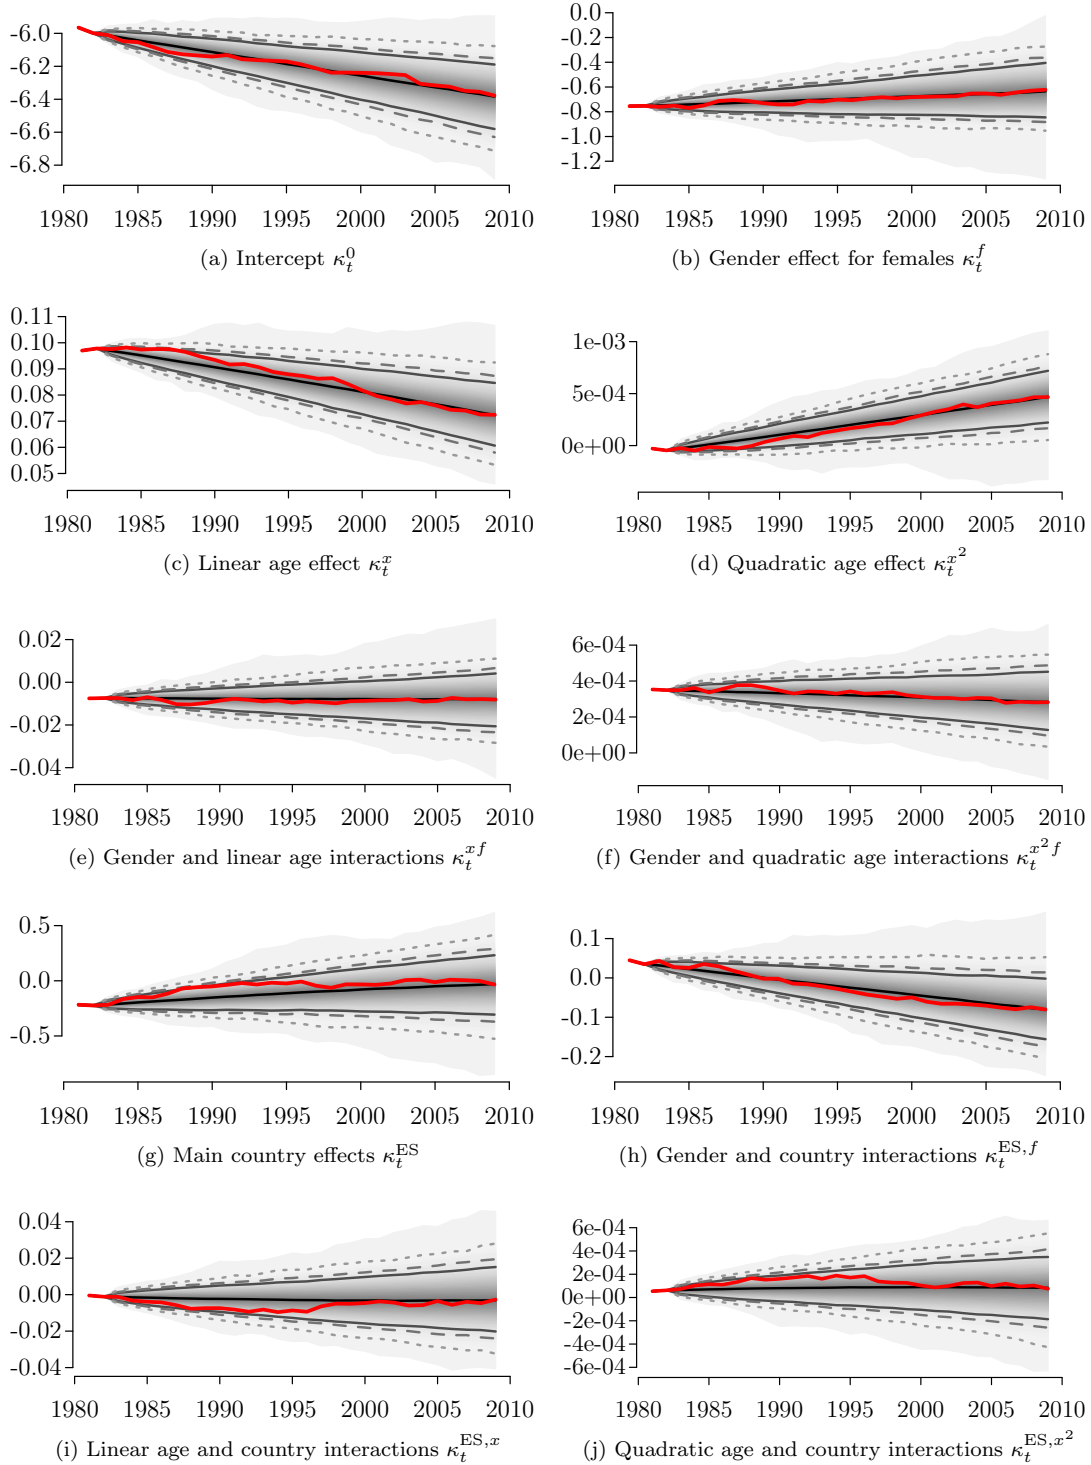 -6.0
-6.2
-6.4
-6.6
-6.8
1980 1985 1990 1995 2000 2005 2010
(a) Intercept κ_t^0
0.0
-0.2
-0.4
-0.6
-0.8
-1.0
-1.2
1980 1985 1990 1995 2000 2005 2010
(b) Gender effect for females κ_t^f
0.11
0.10
0.09
0.08
0.07
0.06
0.05
1980 1985 1990 1995 2000 2005 2010
(c) Linear age effect κ_t^x
1e-03
5e-04
0e+00
1980 1985 1990 1995 2000 2005 2010
(d) Quadratic age effect κ_t^{x^2}
0.02
0.00
-0.02
-0.04
1980 1985 1990 1995 2000 2005 2010
(e) Gender and linear age interactions κ_t^{xf}
6e-04
4e-04
2e-04
0e+00
1980 1985 1990 1995 2000 2005 2010
(f) Gender and quadratic age interactions κ_t^{x^2 f}
0.5
0.0
-0.5
1980 1985 1990 1995 2000 2005 2010
(g) Main country effects κ_t^{ES}
0.1
0.0
-0.1
-0.2
1980 1985 1990 1995 2000 2005 2010
(h) Gender and country interactions κ_t^{ES,f}
0.04
0.02
0.00
-0.02
-0.04
1980 1985 1990 1995 2000 2005 2010
(i) Linear age and country interactions κ_t^{ES,x}
6e-04
4e-04
2e-04
0e+00
-2e-04
-4e-04
-6e-04
1980 1985 1990 1995 2000 2005 2010
(j) Quadratic age and country interactions κ_t^{ES,x^2}